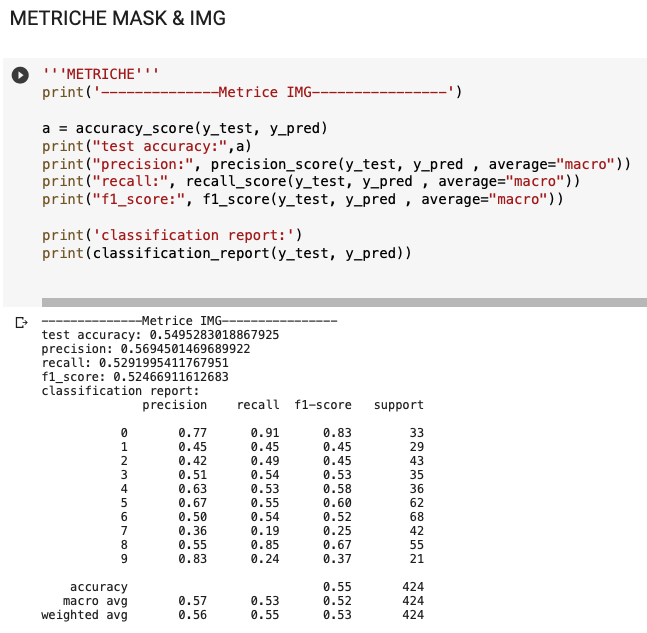 METRICHE MASK & IMG
'''METRICHE'''
print('--------------Metrice IMG----------------')
a = accuracy_score(y_test, y_pred)
print("test accuracy:",a)
print("precision:", precision_score(y_test, y_pred , average="macro"))
print("recall:", recall_score(y_test, y_pred , average="macro"))
print("f1_score:", f1_score(y_test, y_pred , average="macro"))
print('classification report:')
print(classification_report(y_test, y_pred))
--------------Metrice IMG----------------
test accuracy: 0.5495283018867925
precision: 0.5694501469689922
recall: 0.5291995411767951
f1_score: 0.52466911612683
classification report:
precision recall f1-score support
0 0.77 0.91 0.83 33
1 0.45 0.45 0.45 29
2 0.42 0.49 0.45 43
3 0.51 0.54 0.53 35
4 0.63 0.53 0.58 36
5 0.67 0.55 0.60 62
6 0.50 0.54 0.52 68
7 0.36 0.19 0.25 42
8 0.55 0.85 0.67 55
9 0.83 0.24 0.37 21
accuracy 0.55 424
macro avg 0.57 0.53 0.52 424
weighted avg 0.56 0.55 0.53 424